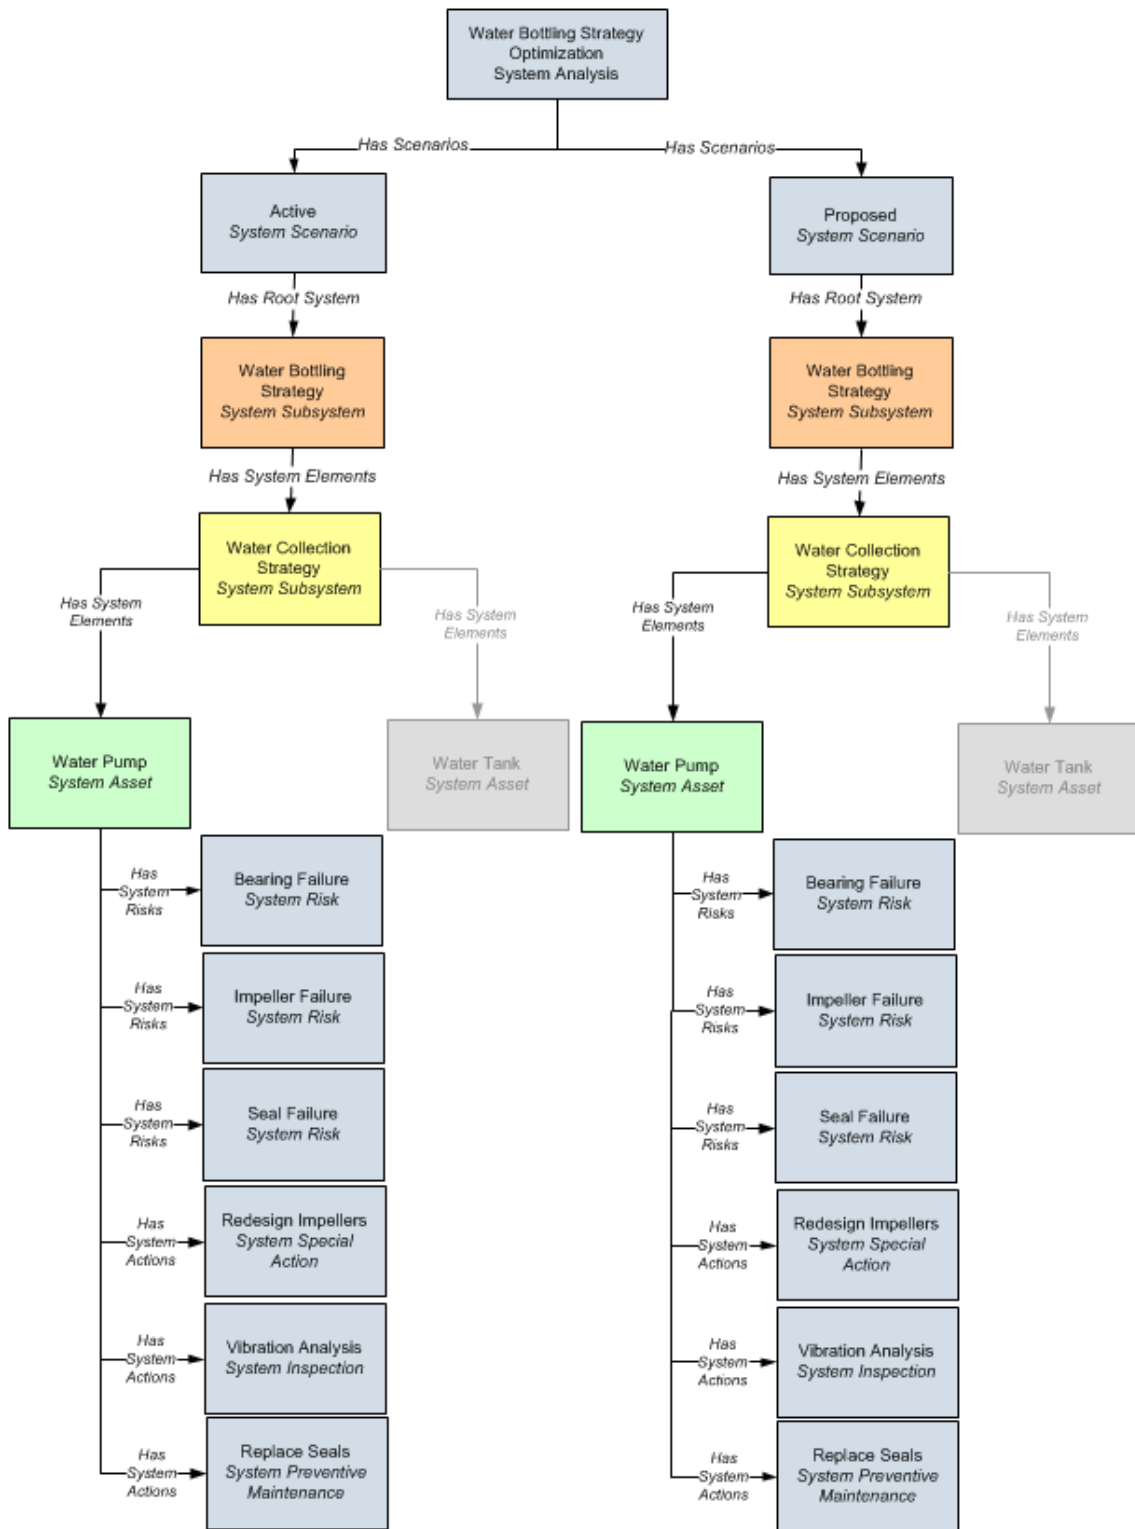 Water Bottling Strategy
Optimization
System Analysis
Has Scenarios
Has Scenarios
Active
System Scenario
Proposed
System Scenario
Has Root System
Has Root System
Water Bottling
Strategy
System Subsystem
Water Bottling
Strategy
System Subsystem
Has System Elements
Has System Elements
Water Collection
Strategy
System Subsystem
Water Collection
Strategy
System Subsystem
Has System
Elements
Has System
Elements
Has System
Elements
Has System
Elements
Water Pump
System Asset
Water Tank
System Asset
Water Pump
System Asset
Water Tank
System Asset
Has
System
Risks
Bearing Failure
System Risk
Has
System
Risks
Bearing Failure
System Risk
Has
System
Risks
Impeller Failure
System Risk
Has
System
Risks
Impeller Failure
System Risk
Has
System
Risks
Seal Failure
System Risk
Has
System
Risks
Seal Failure
System Risk
Has
System
Actions
Redesign Impellers
System Special
Action
Has
System
Actions
Redesign Impellers
System Special
Action
Has
System
Actions
Vibration Analysis
System Inspection
Has
System
Actions
Vibration Analysis
System Inspection
Has
System
Actions
Replace Seals
System Preventive
Maintenance
Has
System
Actions
Replace Seals
System Preventive
Maintenance